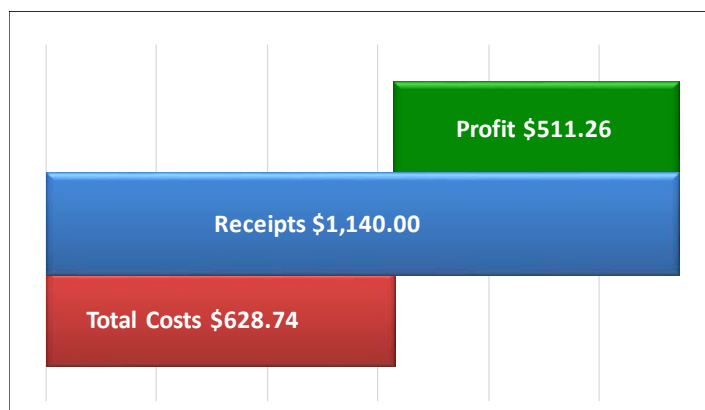 Profit $511.26
Receipts $1,140.00
Total Costs $628.74